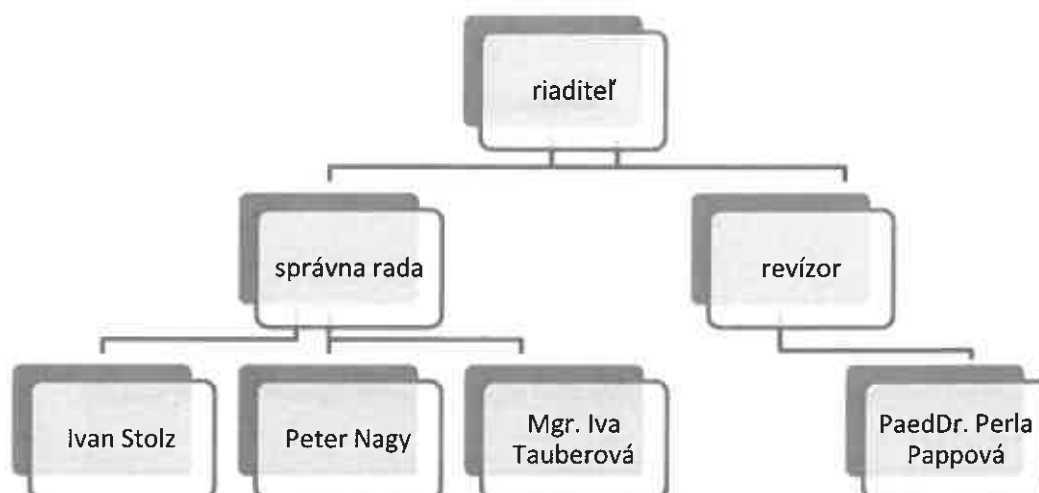 riaditeľ
správna rada
revízor
Ivan Stolz
Peter Nagy
Mgr. Iva
Tauberová
PaedDr. Perla
Pappová